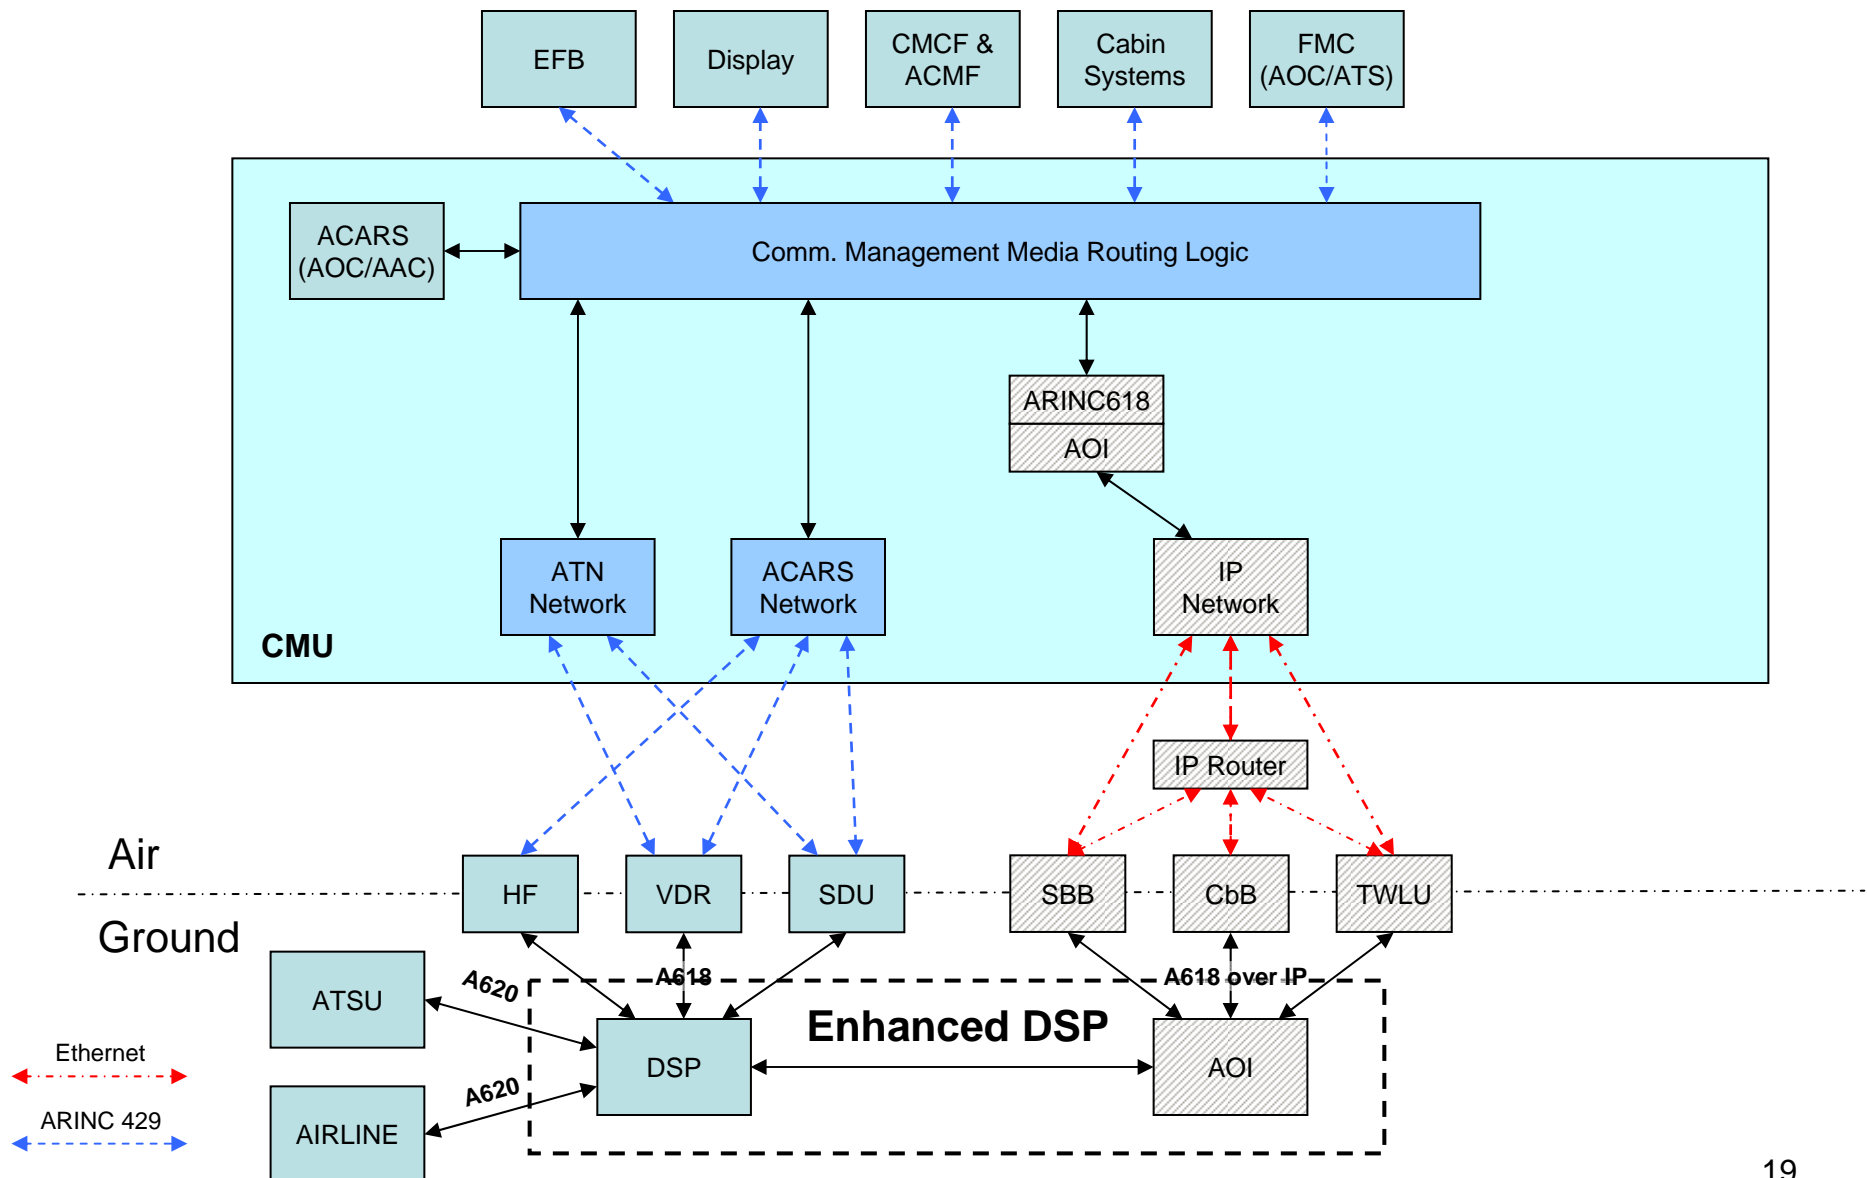 EFB
Display
CMCF &
ACMF
Cabin
Systems
FMC
(AOC/ATS)
ACARS
(AOC/AAC)
Comm. Management Media Routing Logic
ARINC618
AOI
ATN
Network
ACARS
Network
IP
Network
CMU
IP Router
Air
HF
VDR
SDU
SBB
CbB
TWLU
Ground
ATSU
A620
A618
A618 over IP
Enhanced DSP
DSP
AOI
Ethernet
A620
ARINC 429
AIRLINE
19